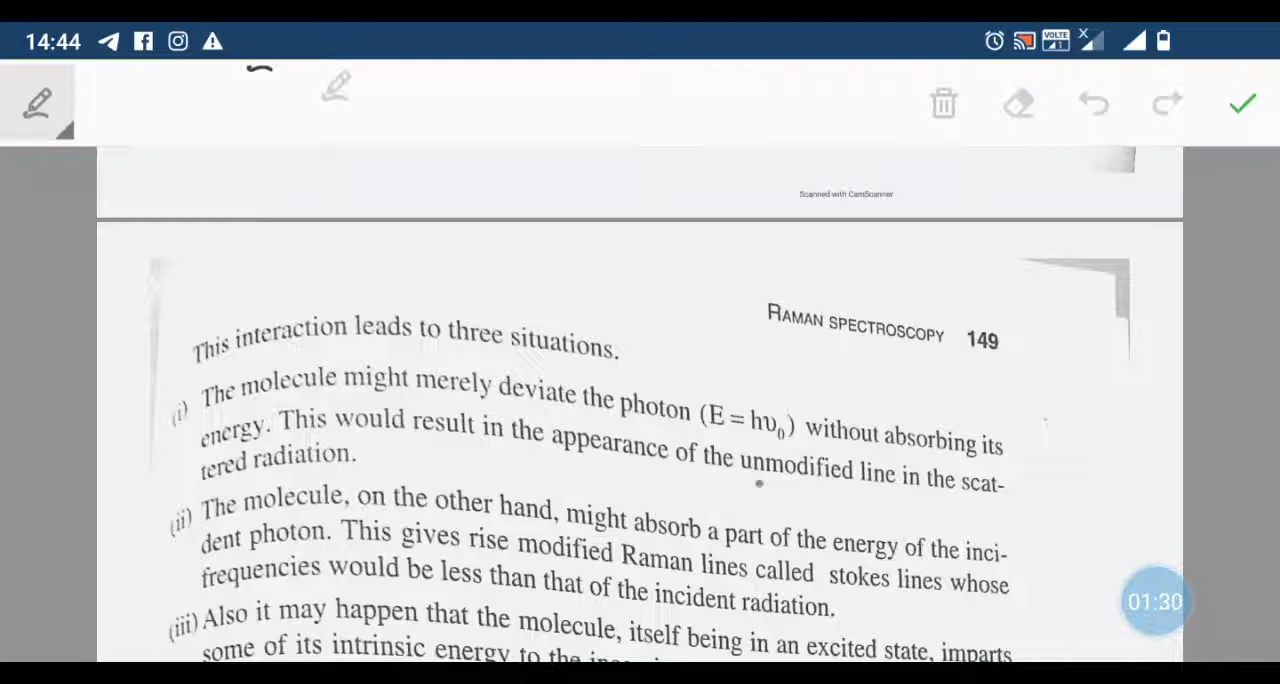 14:44
VOLTE
Scanned with CamScanner
RAMAN SPECTROSCOPY 149
This interaction leads to three situations.
(i) The molecule might merely deviate the photon (E = hυ₀) without absorbing its
energy. This would result in the appearance of the unmodified line in the scat-
tered radiation.
(ii) The molecule, on the other hand, might absorb a part of the energy of the inci-
dent photon. This gives rise modified Raman lines called stokes lines whose
frequencies would be less than that of the incident radiation.
(iii) Also it may happen that the molecule, itself being in an excited state, imparts
some of its intrinsic energy to the
01:30